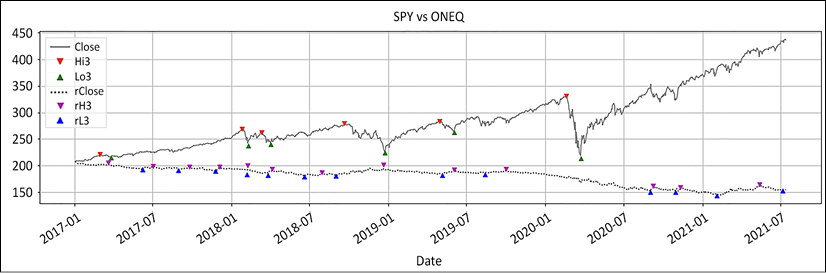 SPY vs ONEQ
450
400
350
300
250
200
150
Close
Hi3
Lo3
rClose
rH3
rL3
2017-01
2017-07
2018-01
2018-07
2019-01
2019-07
2020-01
2020-07
2021-01
2021-07
Date